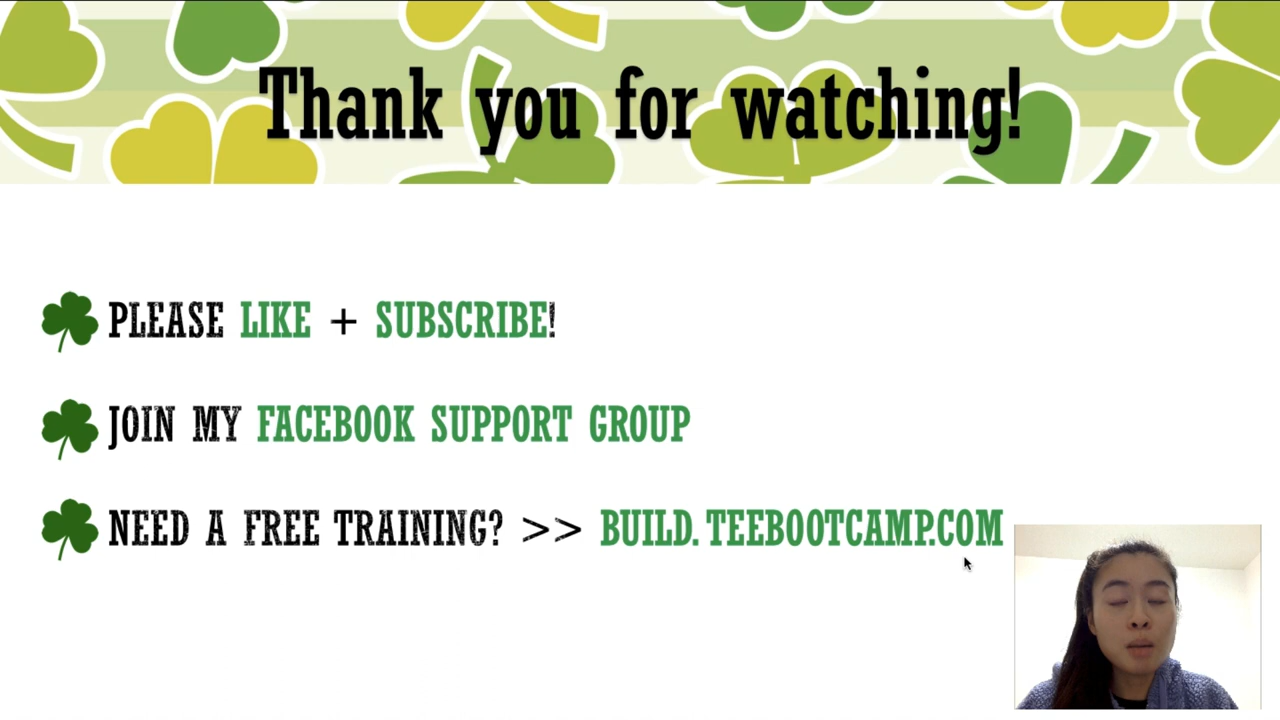 Thank you for watching!
PLEASE LIKE + SUBSCRIBE!
JOIN MY FACEBOOK SUPPORT GROUP
NEED A FREE TRAINING? >> BUILD.TEEBOOTCAMP.COM